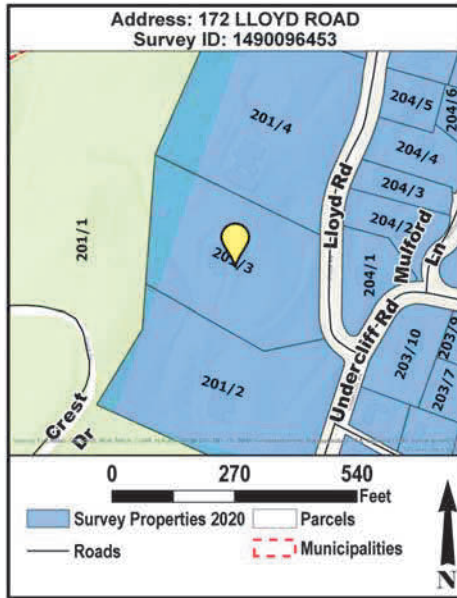 Address: 172 LLOYD ROAD
Survey ID: 1490096453
204/6
204/5
201/4
204/4
204/3
Lloyd Rd
204/2
Mulford Ln
201/1
201/3
204/1
Undercliff Rd
203/10
203/9
203/7
201/2
Crest Dr
0 270 540
Feet
Survey Properties 2020 Parcels
Roads Municipalities
N